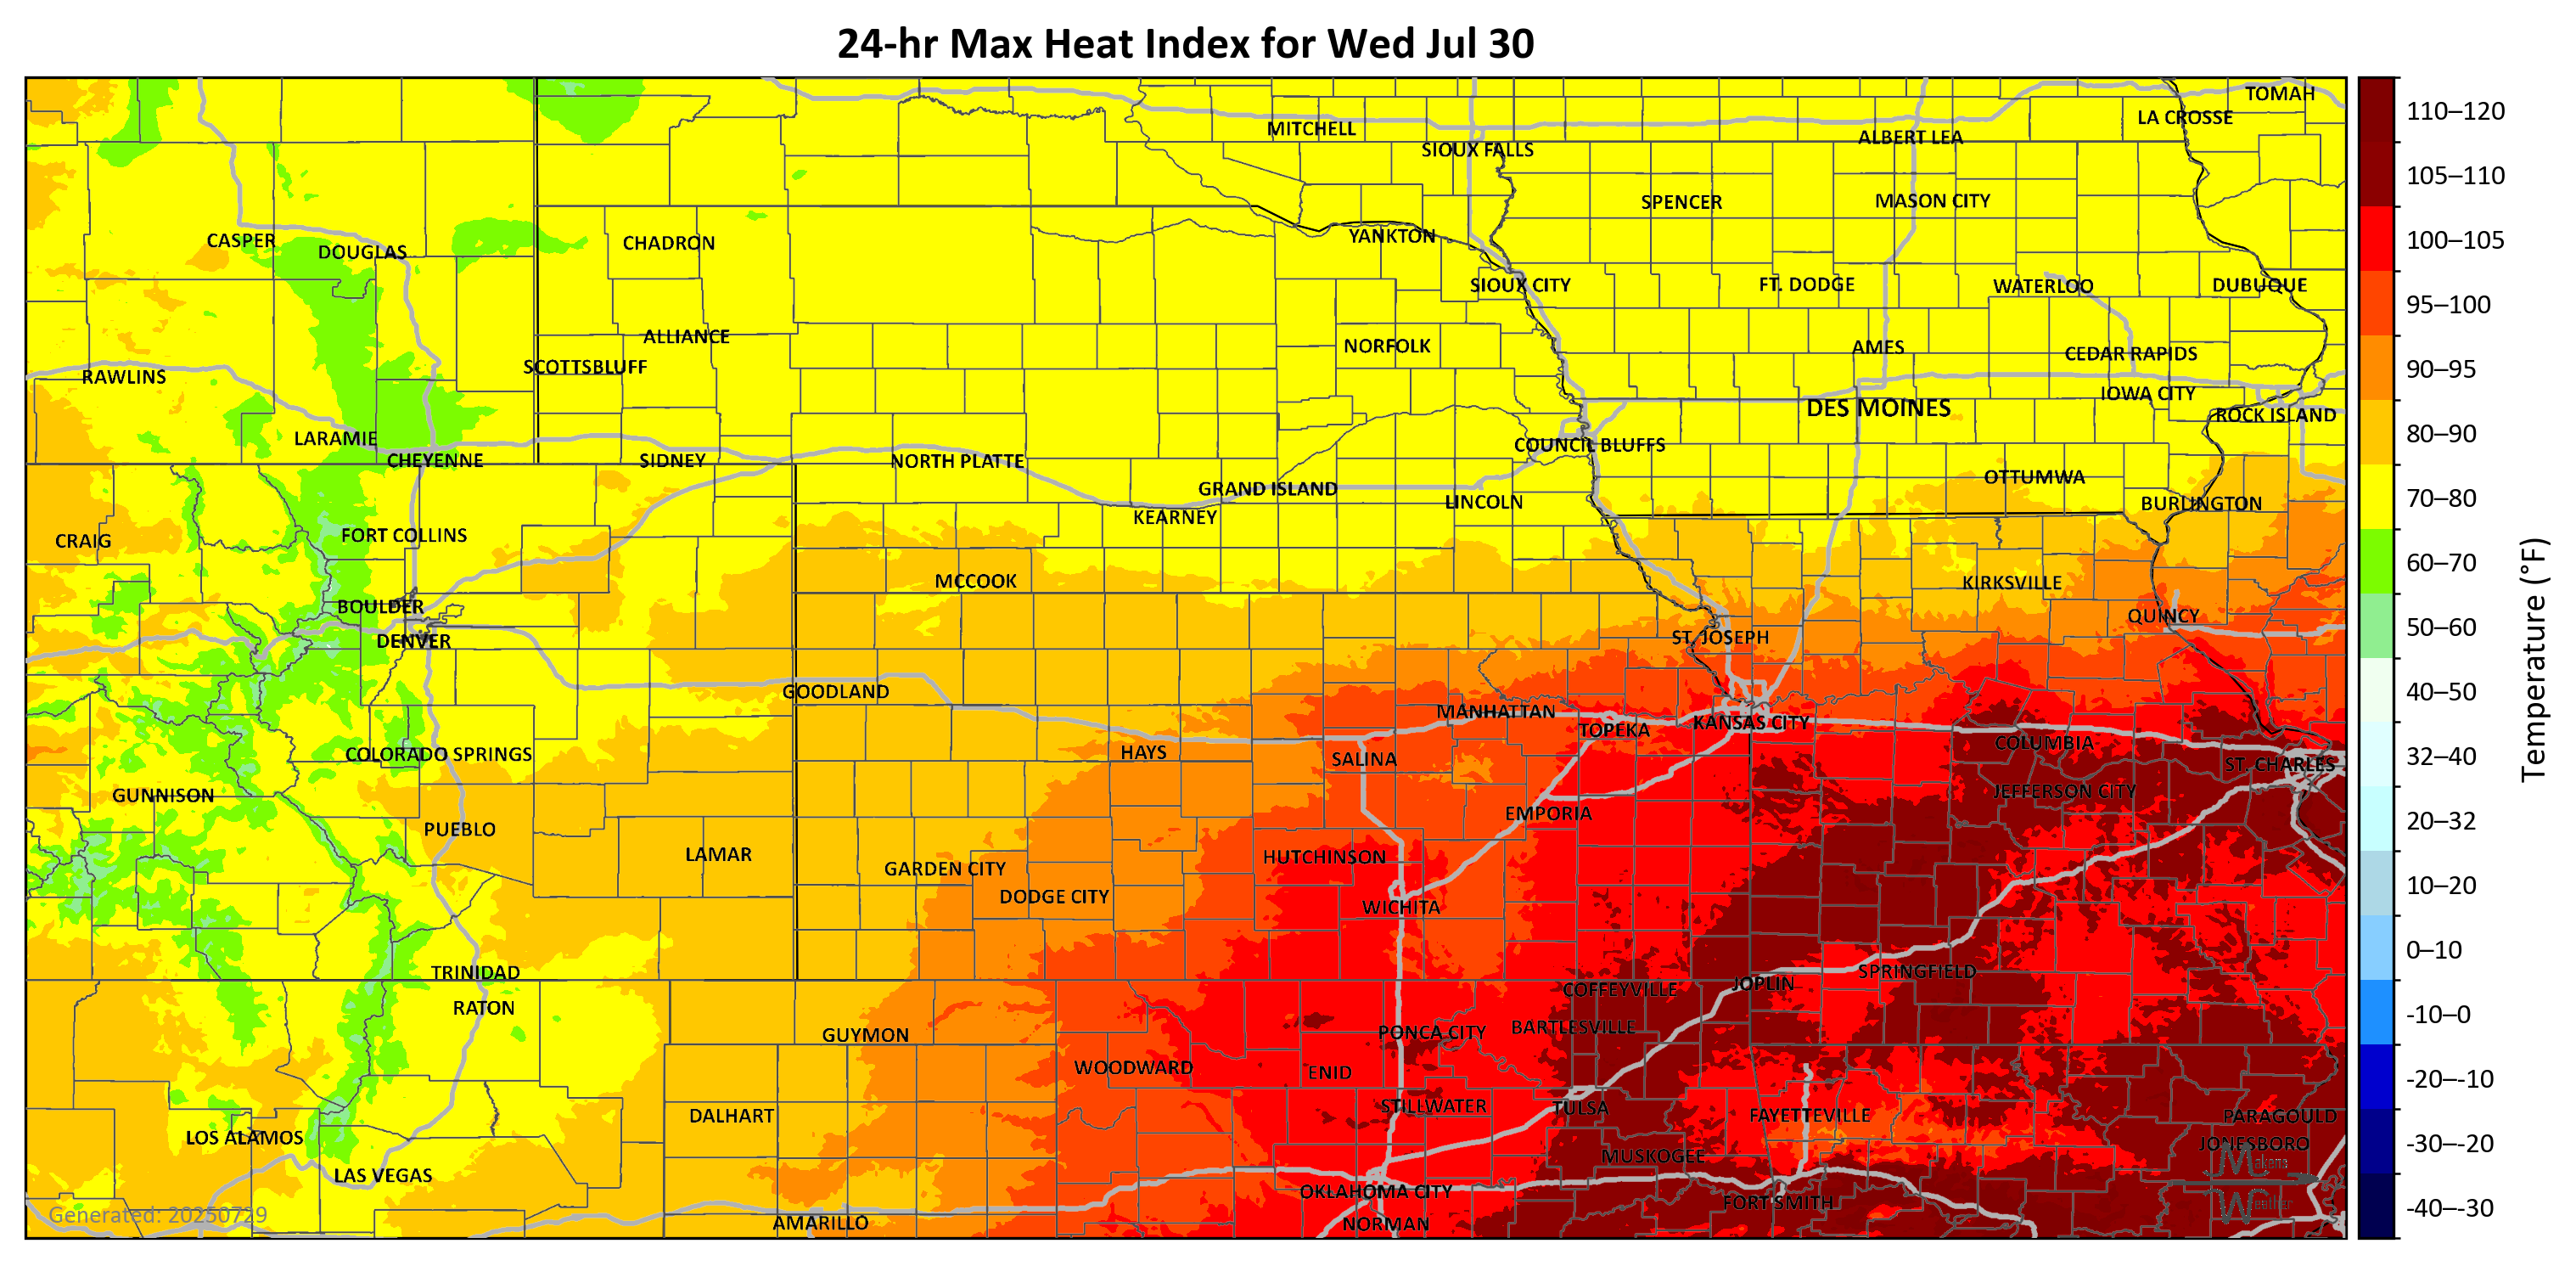 24-hr Max Heat Index for Wed Jul 30
TOMAH
LA CROSSE
MITCHELL
ALBERT LEA
SIOUX FALLS
SPENCER
MASON CITY
CASPER
DOUGLAS
CHADRON
YANKTON
SIOUX CITY
FT. DODGE
WATERLOO
DUBUQUE
ALLIANCE
NORFOLK
AMES
CEDAR RAPIDS
SCOTTSBLUFF
RAWLINS
IOWA CITY
DES MOINES
ROCK ISLAND
LARAMIE
COUNCIL BLUFFS
CHEYENNE
SIDNEY
NORTH PLATTE
OTTUMWA
GRAND ISLAND
LINCOLN
BURLINGTON
KEARNEY
CRAIG
FORT COLLINS
MCCOOK
KIRKSVILLE
BOULDER
QUINCY
DENVER
ST. JOSEPH
GOODLAND
MANHATTAN
TOPEKA
KANSAS CITY
COLUMBIA
COLORADO SPRINGS
HAYS
SALINA
ST. CHARLES
GUNNISON
JEFFERSON CITY
EMPORIA
PUEBLO
LAMAR
HUTCHINSON
GARDEN CITY
DODGE CITY
WICHITA
TRINIDAD
SPRINGFIELD
JOPLIN
COFFEYVILLE
RATON
GUYMON
PONCA CITY
BARTLESVILLE
WOODWARD
ENID
STILLWATER
TULSA
DALHART
FAYETTEVILLE
PARAGOULD
LOS ALAMOS
JONESBORO
MUSKOGEE
LAS VEGAS
OKLAHOMA CITY
FORT SMITH
AMARILLO
NORMAN
Makens
Weather
Generated: 20250729
110–120
105–110
100–105
95–100
90–95
80–90
70–80
60–70
50–60
40–50
32–40
20–32
10–20
0–10
-10–0
-20–-10
-30–-20
-40–-30
Temperature (°F)